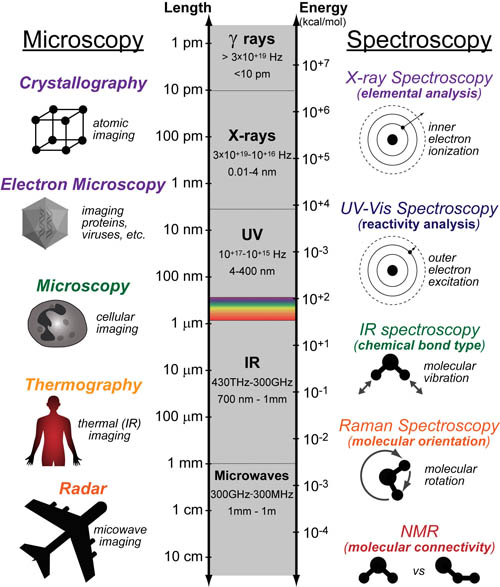 Microscopy
Crystallography
atomic
imaging
Electron Microscopy
imaging
proteins,
viruses, etc.
Microscopy
cellular
imaging
Thermography
thermal (IR)
imaging
Radar
micowave
imaging
Length
1 pm
10 pm
100 pm
1 nm
10 nm
100 nm
1 μm
10 μm
100 μm
1 mm
1 cm
10 cm
γ rays
> 3x10+19 Hz
<10 pm
X-rays
3x10+19-10+16 Hz
0.01-4 nm
UV
10+17-10+15 Hz
4-400 nm
IR
430THz-300GHz
700 nm - 1mm
Microwaves
300GHz-300MHz
1mm - 1m
Energy
(kcal/mol)
10+7
10+6
10+5
10+4
10-3
10+2
10+1
10-1
10-2
10-3
10-4
Spectroscopy
X-ray Spectroscopy
(elemental analysis)
inner
electron
ionization
UV-Vis Spectroscopy
(reactivity analysis)
outer
electron
excitation
IR spectroscopy
(chemical bond type)
molecular
vibration
Raman Spectroscopy
(molecular orientation)
molecular
rotation
NMR
(molecular connectivity)
vs